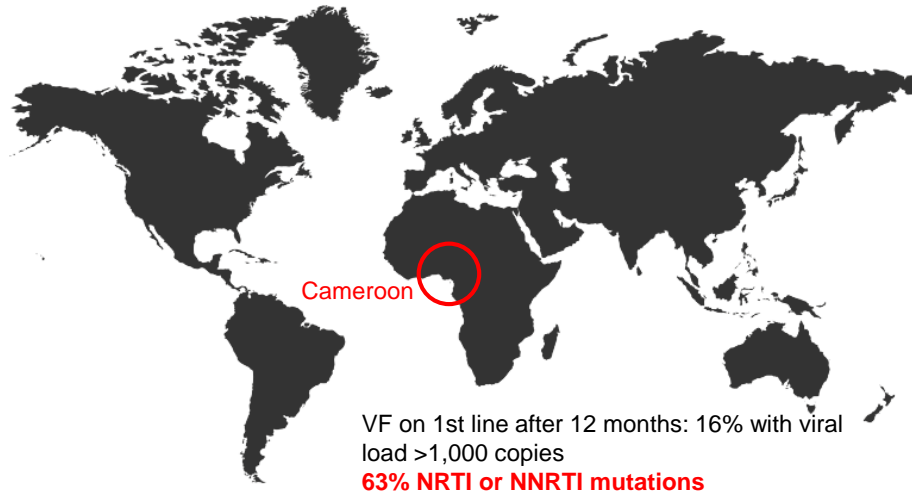 Cameroon
VF on 1st line after 12 months: 16% with viral
load >1,000 copies
63% NRTI or NNRTI mutations